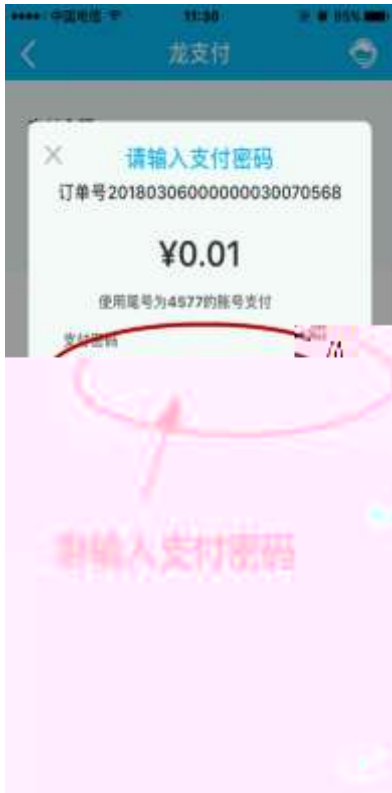 中国电信 11:30 85%
龙支付
请输入支付密码
订单号20180306000000030070568
¥0.01
使用尾号为4577的账号支付
支付密码
请输入支付密码